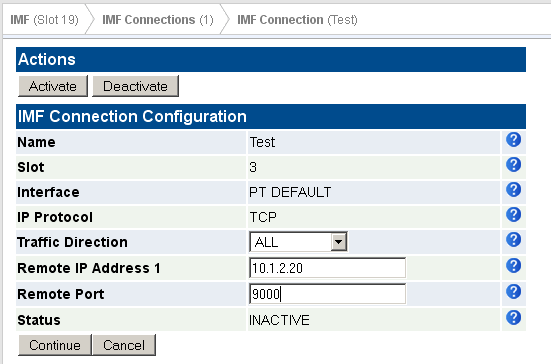 IMF (Slot 19) IMF Connections (1) IMF Connection (Test)
Actions
Activate Deactivate
IMF Connection Configuration
Name Test ?
Slot 3 ?
Interface PT DEFAULT ?
IP Protocol TCP ?
Traffic Direction ALL ?
Remote IP Address 1 10.1.2.20 ?
Remote Port 9000 ?
Status INACTIVE ?
Continue Cancel